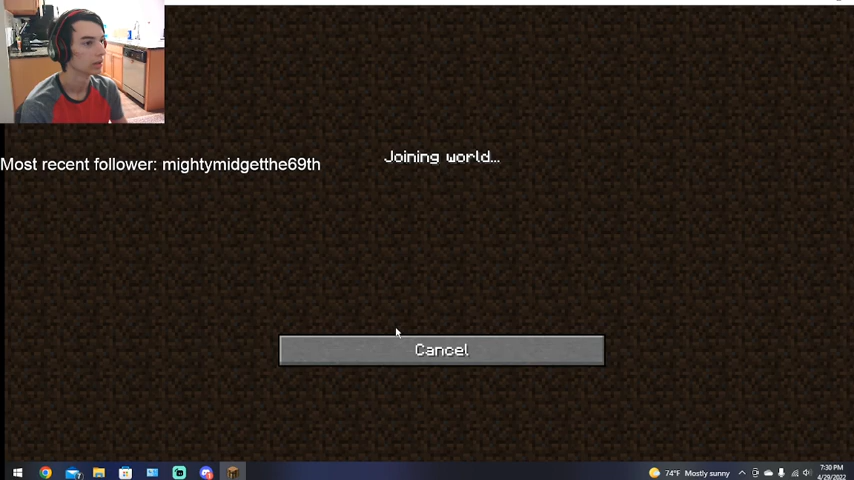 Joining world...
Most recent follower: mightymidgetthe69th
Cancel
74°F Mostly sunny
7:30 PM
4/29/2022